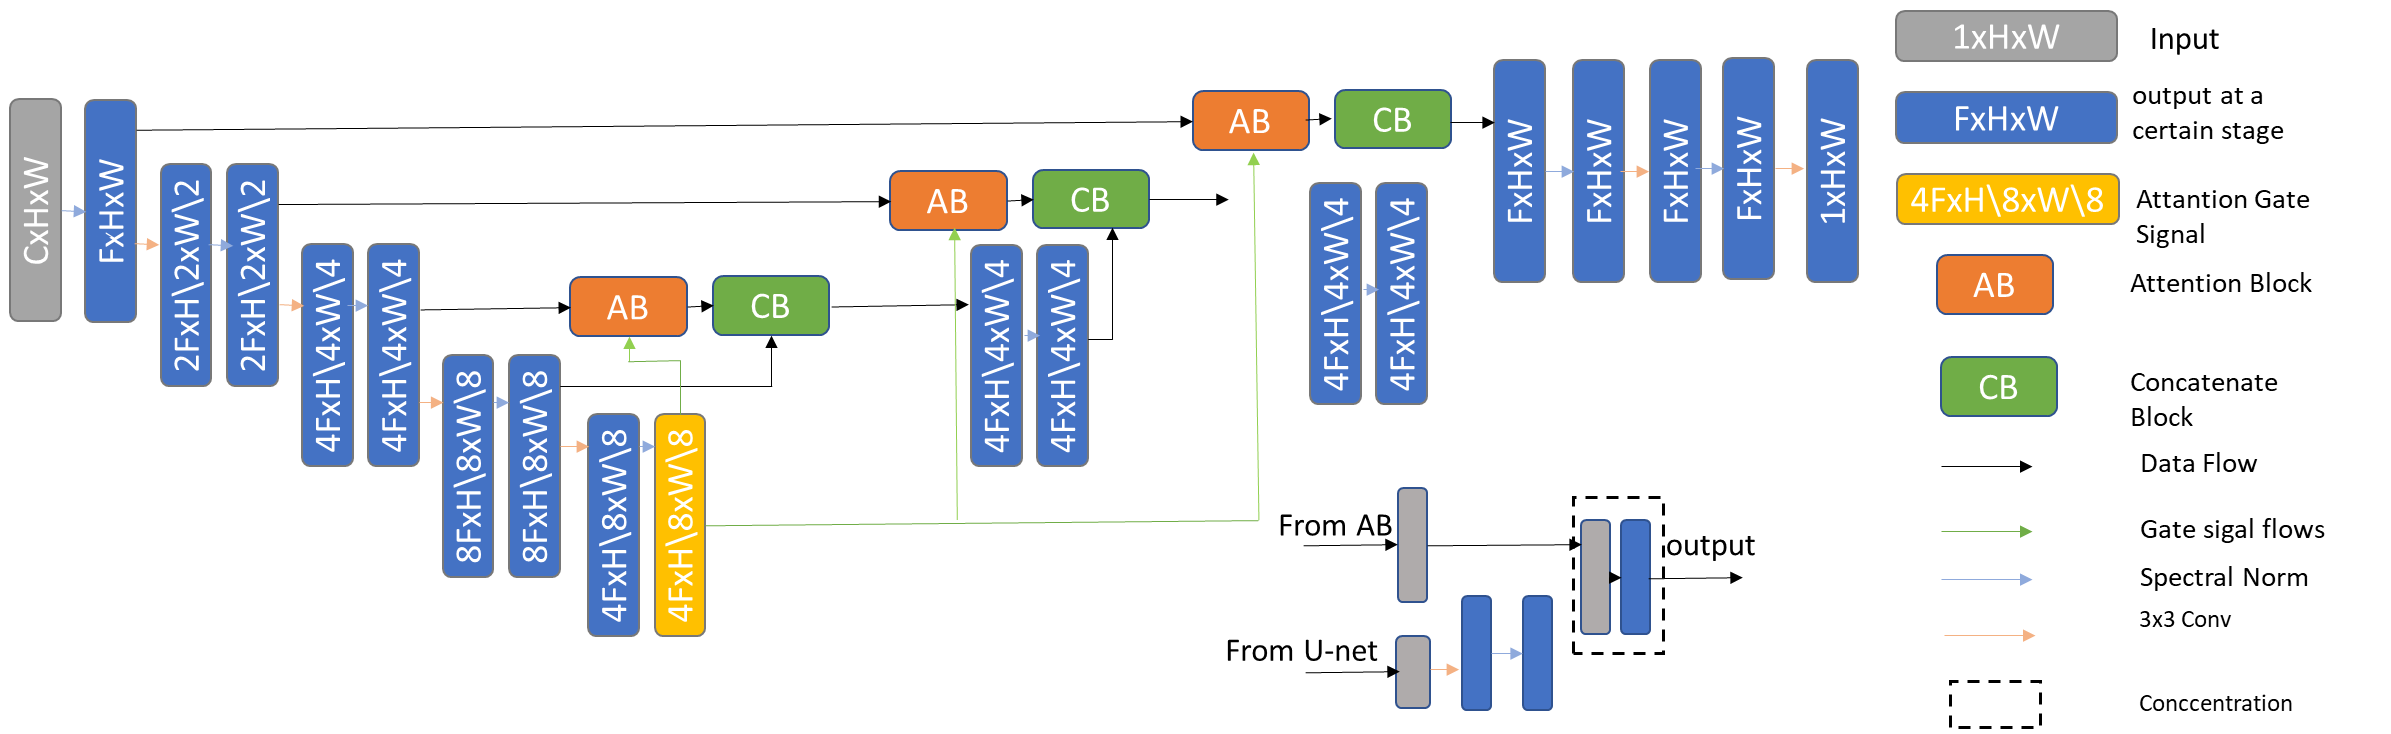 CxHxW
FxHxW
2FxH\2xW\2
2FxH\2xW\2
4FxH\4xW\4
4FxH\4xW\4
8FxH\8xW\8
8FxH\8xW\8
4FxH\8xW\8
4FxH\8xW\8
AB
CB
AB
CB
4FxH\4xW\4
4FxH\4xW\4
AB
CB
4FxH\4xW\4
4FxH\4xW\4
FxHxW
FxHxW
FxHxW
FxHxW
1xHxW
From AB
From U-net
output
1xHxW
Input
FxHxW
output at a
certain stage
4FxH\8xW\8
Attantion Gate
Signal
AB
Attention Block
CB
Concatenate
Block
Data Flow
Gate sigal flows
Spectral Norm
3x3 Conv
Conccentration